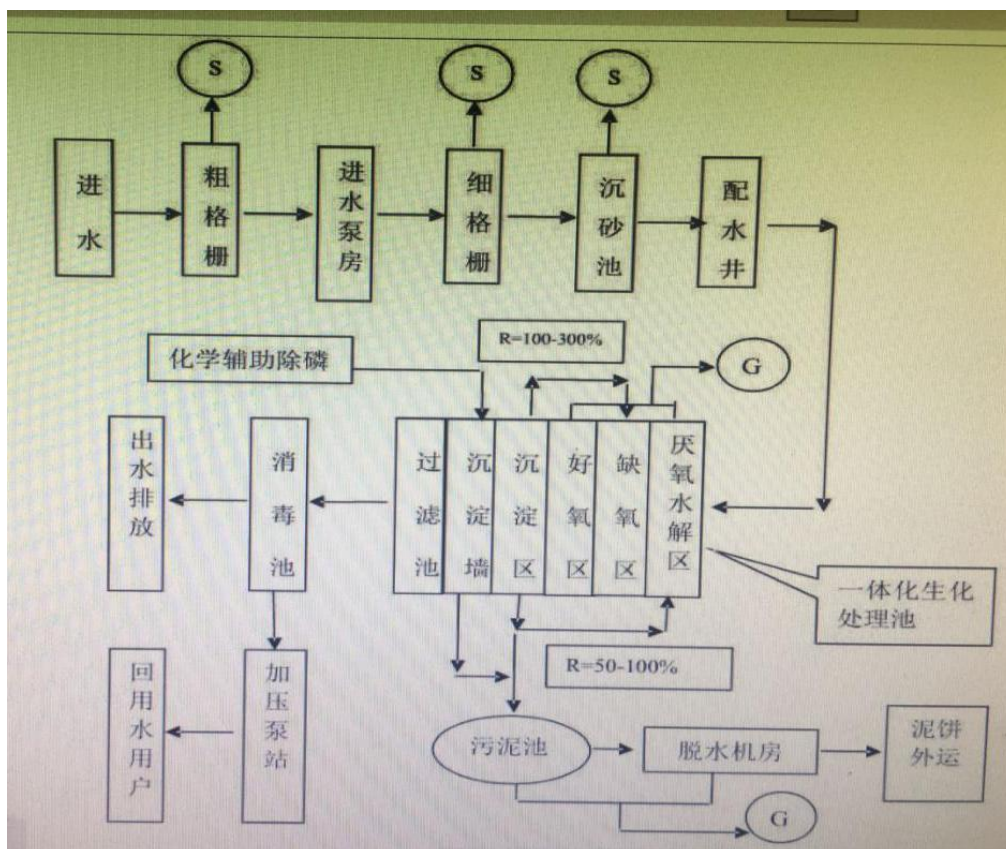 S
S
S
进水
粗格栅
进水泵房
细格栅
沉砂池
配水井
R=100-300%
化学辅助除磷
G
出水排放
消毒池
过滤池
沉淀墙
沉淀区
好氧区
缺氧区
厌氧水解区
一体化生化
处理池
R=50-100%
回用水用户
加压泵站
污泥池
脱水机房
泥饼
外运
G